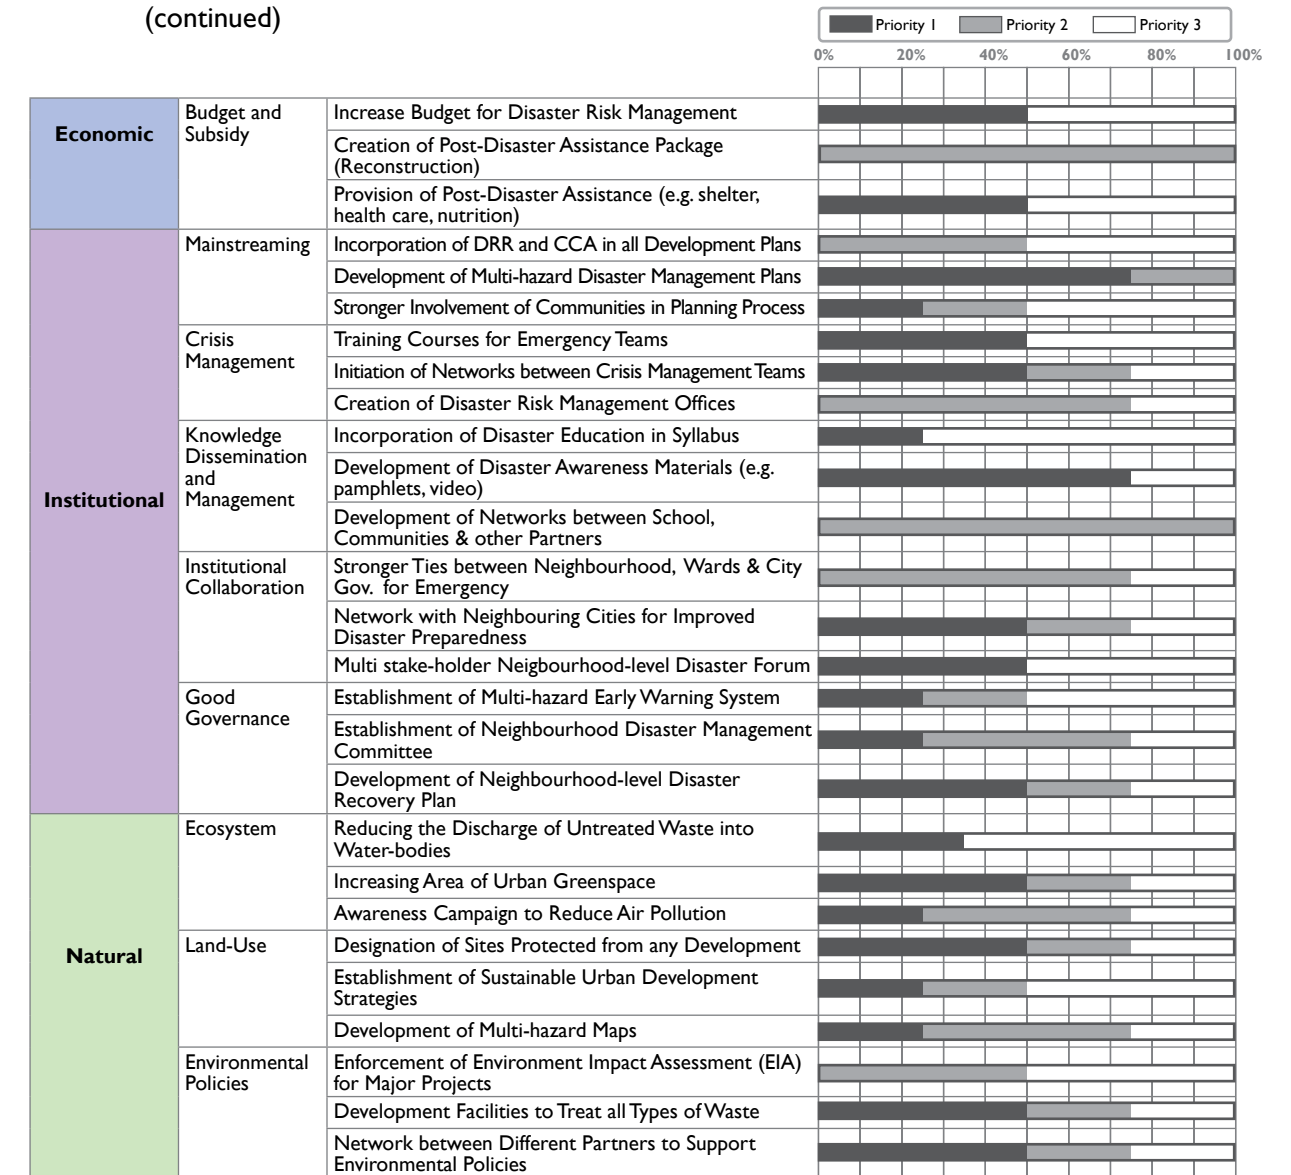 (continued)
Priority 1 Priority 2 Priority 3
0% 20% 40% 60% 80% 100%
Economic
Budget and
Subsidy
Increase Budget for Disaster Risk Management
Creation of Post-Disaster Assistance Package
(Reconstruction)
Provision of Post-Disaster Assistance (e.g. shelter,
health care, nutrition)
Institutional
Mainstreaming
Incorporation of DRR and CCA in all Development Plans
Development of Multi-hazard Disaster Management Plans
Stronger Involvement of Communities in Planning Process
Crisis
Management
Training Courses for Emergency Teams
Initiation of Networks between Crisis Management Teams
Creation of Disaster Risk Management Offices
Knowledge
Dissemination
and
Management
Incorporation of Disaster Education in Syllabus
Development of Disaster Awareness Materials (e.g.
pamphlets, video)
Development of Networks between School,
Communities & other Partners
Institutional
Collaboration
Stronger Ties between Neighbourhood, Wards & City
Gov. for Emergency
Network with Neighbouring Cities for Improved
Disaster Preparedness
Multi stake-holder Neigbourhood-level Disaster Forum
Good
Governance
Establishment of Multi-hazard Early Warning System
Establishment of Neighbourhood Disaster Management
Committee
Development of Neighbourhood-level Disaster
Recovery Plan
Natural
Ecosystem
Reducing the Discharge of Untreated Waste into
Water-bodies
Increasing Area of Urban Greenspace
Awareness Campaign to Reduce Air Pollution
Land-Use
Designation of Sites Protected from any Development
Establishment of Sustainable Urban Development
Strategies
Development of Multi-hazard Maps
Environmental
Policies
Enforcement of Environment Impact Assessment (EIA)
for Major Projects
Development Facilities to Treat all Types of Waste
Network between Different Partners to Support
Environmental Policies